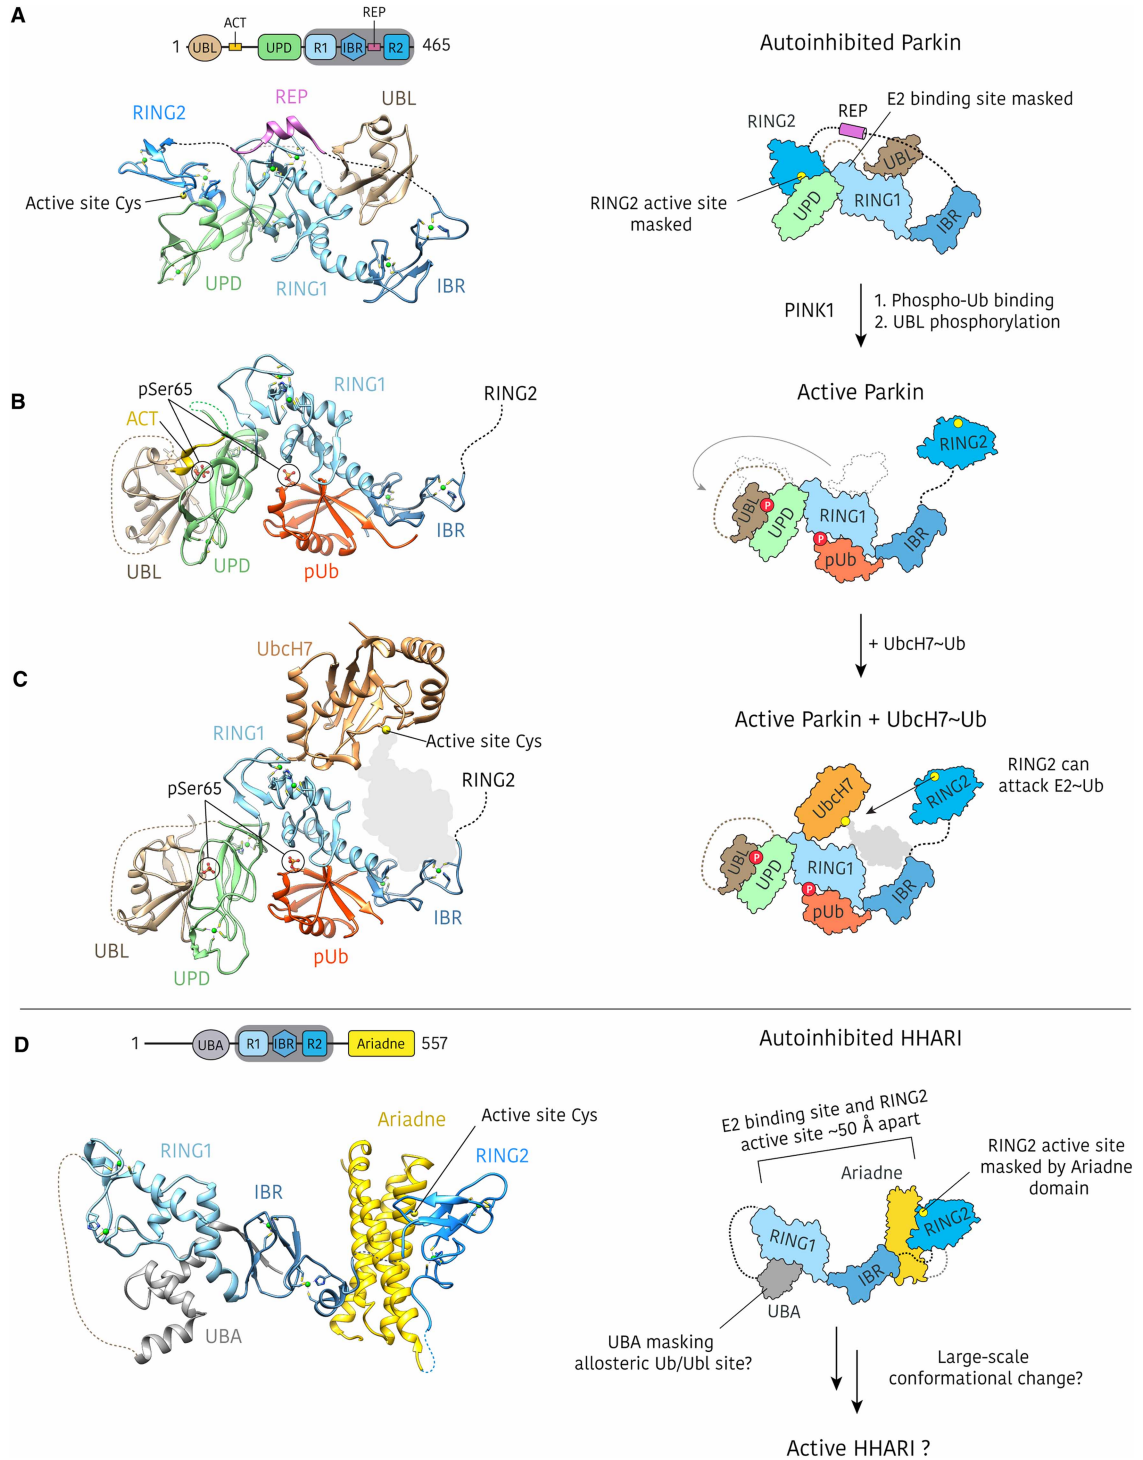 A
1 UBL ACT UPD R1 IBR REP R2 465
Autoinhibited Parkin
RING2
REP
UBL
Active site Cys
UPD
RING1
IBR
E2 binding site masked
REP
RING2
UBL
RING2 active site
masked
UPD
RING1
IBR
PINK1
1. Phospho-Ub binding
2. UBL phosphorylation
B
pSer65
ACT
RING1
RING2
UBL
UPD
pUb
IBR
Active Parkin
RING2
UBL
P
UPD
RING1
P
pUb
IBR
+ UbcH7~Ub
C
UbcH7
RING1
Active site Cys
pSer65
RING2
UBL
UPD
pUb
IBR
Active Parkin + UbcH7~Ub
RING2 can
attack E2~Ub
UbcH7
RING2
UBL
P
UPD
RING1
P
pUb
IBR
D
1 UBA R1 IBR R2 Ariadne 557
Autoinhibited HHARI
RING1
IBR
Ariadne
Active site Cys
RING2
UBA
E2 binding site and RING2
active site ~50 Å apart
Ariadne
RING2 active site
masked by Ariadne
domain
RING1
RING2
IBR
UBA
UBA masking
allosteric Ub/Ubl site?
Large-scale
conformational change?
Active HHARI ?